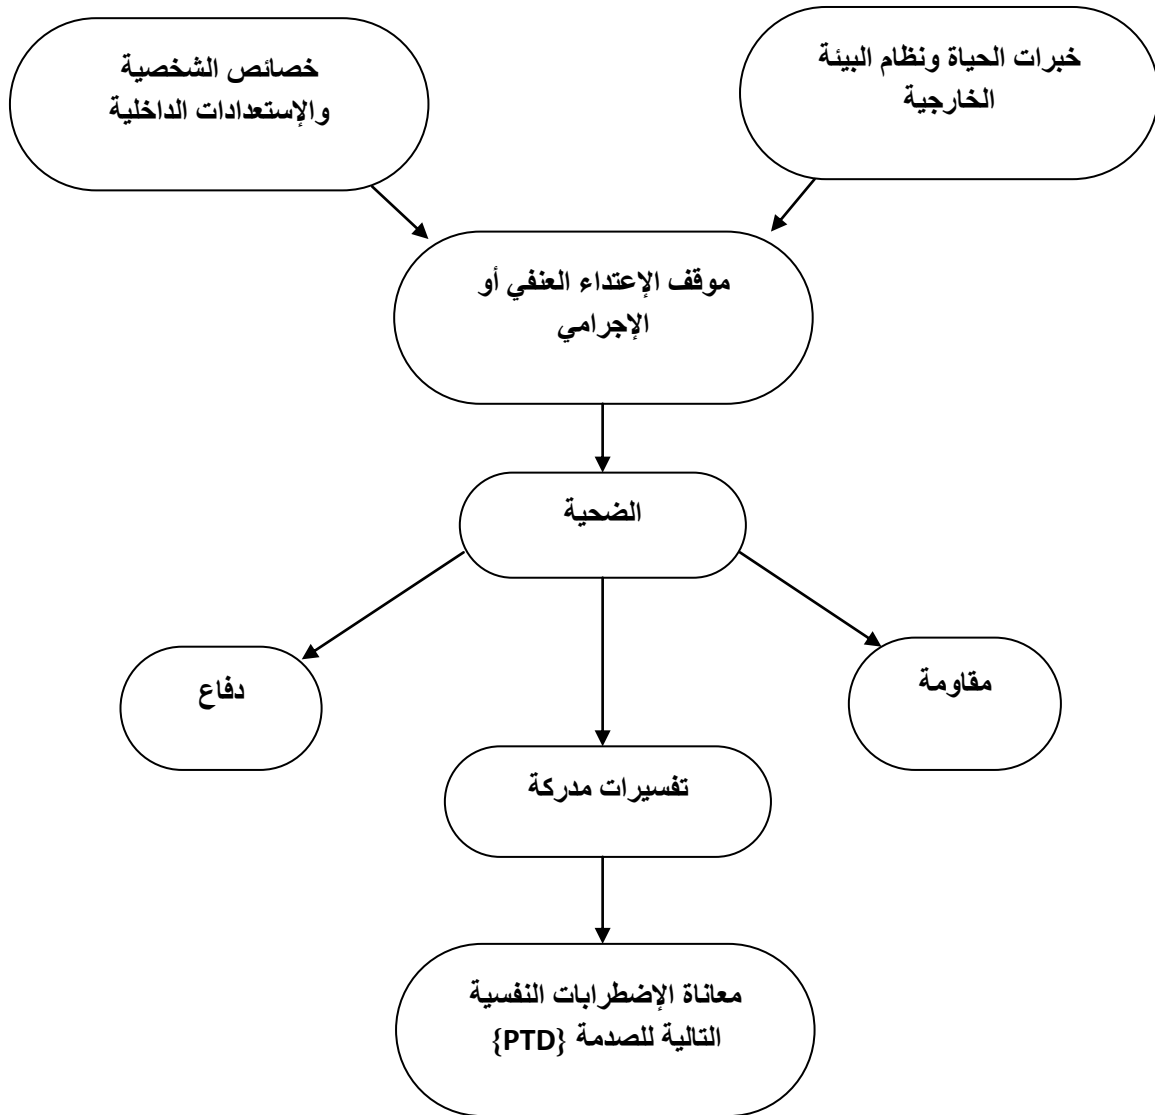 خبرات الحياة ونظام البيئة
الخارجية
خصائص الشخصية
والإستعدادات الداخلية
موقف الإعتداء العنفي أو
الإجرامي
الضحية
مقاومة
دفاع
تفسيرات مدركة
معاناة الإضطرابات النفسية
التالية للصدمة {PTD}